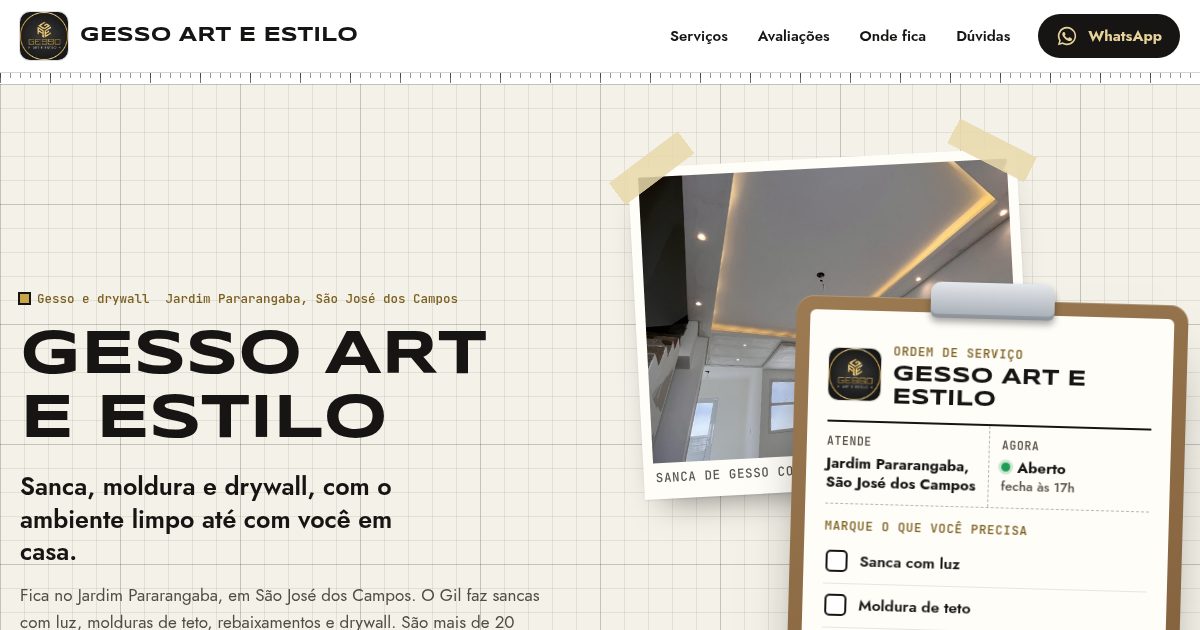 GESSO ART E ESTILO
Serviços
Avaliações
Onde fica
Dúvidas
WhatsApp
Gesso e drywall Jardim Pararangaba, São José dos Campos
GESSO ART
E ESTILO
Sanca, moldura e drywall, com o
ambiente limpo até com você em
casa.
Fica no Jardim Pararangaba, em São José dos Campos. O Gil faz sancas
com luz, molduras de teto, rebaixamentos e drywall. São mais de 20
SANCA DE GESSO CO
GESSO
ORDEM DE SERVIÇO
GESSO ART E
ESTILO
ATENDE
Jardim Pararangaba,
São José dos Campos
AGORA
Aberto
fecha às 17h
MARQUE O QUE VOCÊ PRECISA
Sanca com luz
Moldura de teto